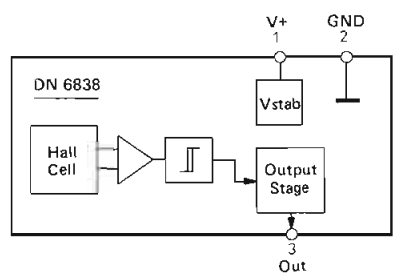 V+ GND
1 2
DN 6838
Vstab
Hall
Cell
Output
Stage
3
Out